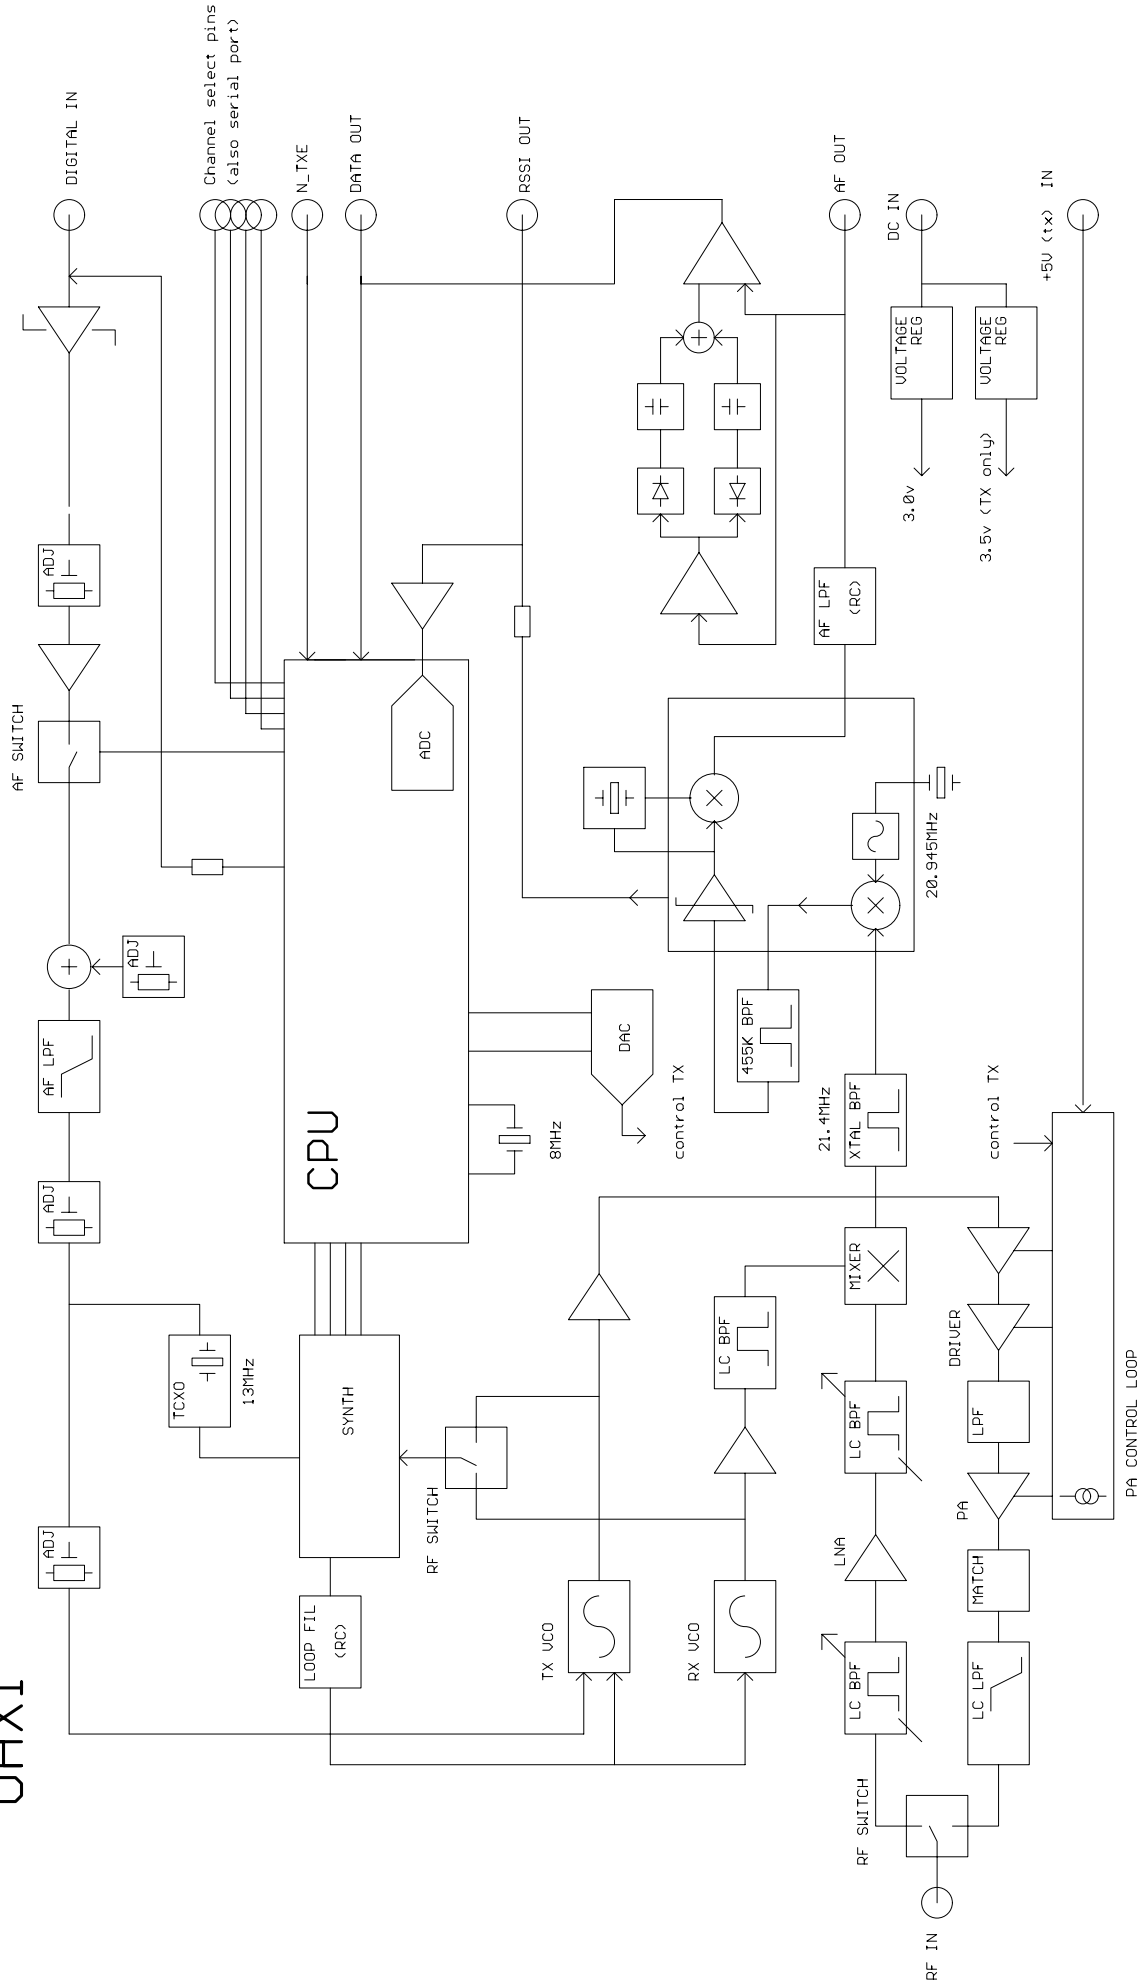 AF SWITCH
ADJ
ADJ
AF LPF
ADJ
DIGITAL IN
ADJ
TCXO
13MHz
Channel select pins
(also serial port)
LOOP FIL
(RC)
SYNTH
CPU
N_TXE
DATA OUT
ADC
RF SWITCH
8MHz
RSSI OUT
TX VCO
DAC
control TX
RX VCO
LC BPF
455K BPF
RF SWITCH
LC BPF
LNA
LC BPF
MIXER
21.4MHz
XTAL BPF
AF LPF
(RC)
AF OUT
20.945MHz
RF IN
LC LPF
MATCH
PA
LPF
DRIVER
control TX
3.0v
VOLTAGE
REG
DC IN
3.5v (TX only)
VOLTAGE
REG
+5V (tx) IN
PA CONTROL LOOP